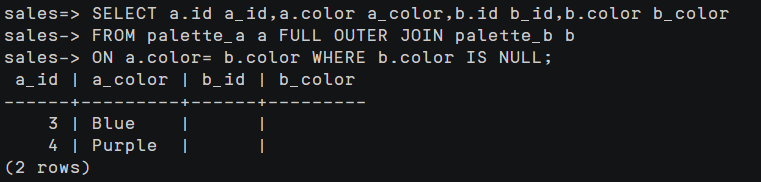 sales=> SELECT a.id a_id,a.color a_color,b.id b_id,b.color b_color
sales-> FROM palette_a a FULL OUTER JOIN palette_b b
sales-> ON a.color= b.color WHERE b.color IS NULL;
 a_id | a_color | b_id | b_color
------+---------+------+---------
    3 | Blue    |      |
    4 | Purple  |      |
(2 rows)